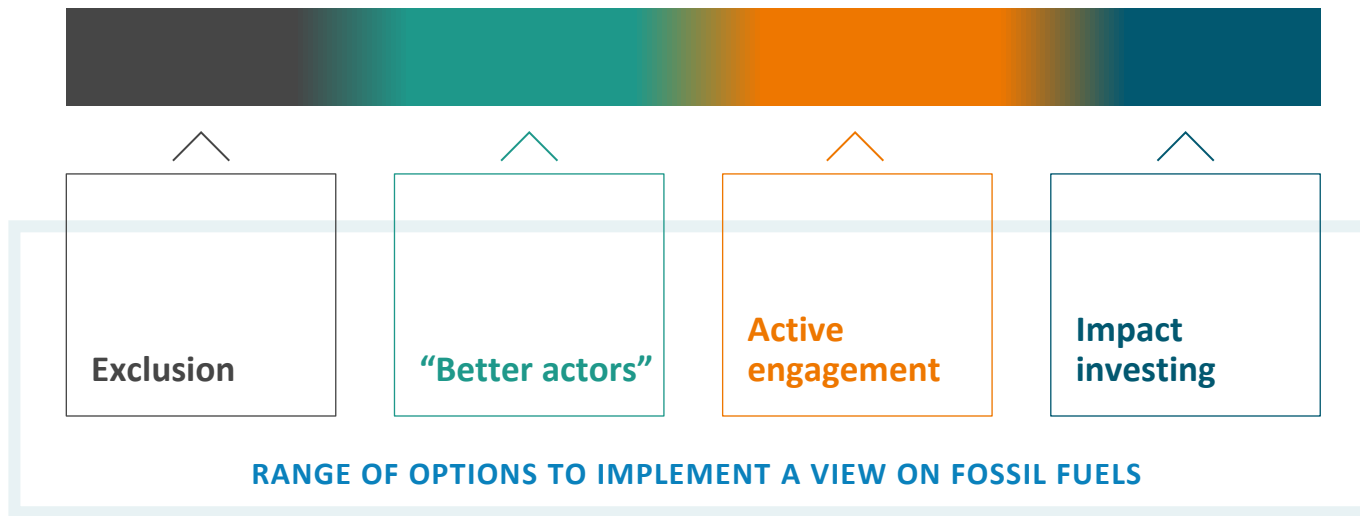 Exclusion
“Better actors”
Active
engagement
Impact
investing
RANGE OF OPTIONS TO IMPLEMENT A VIEW ON FOSSIL FUELS